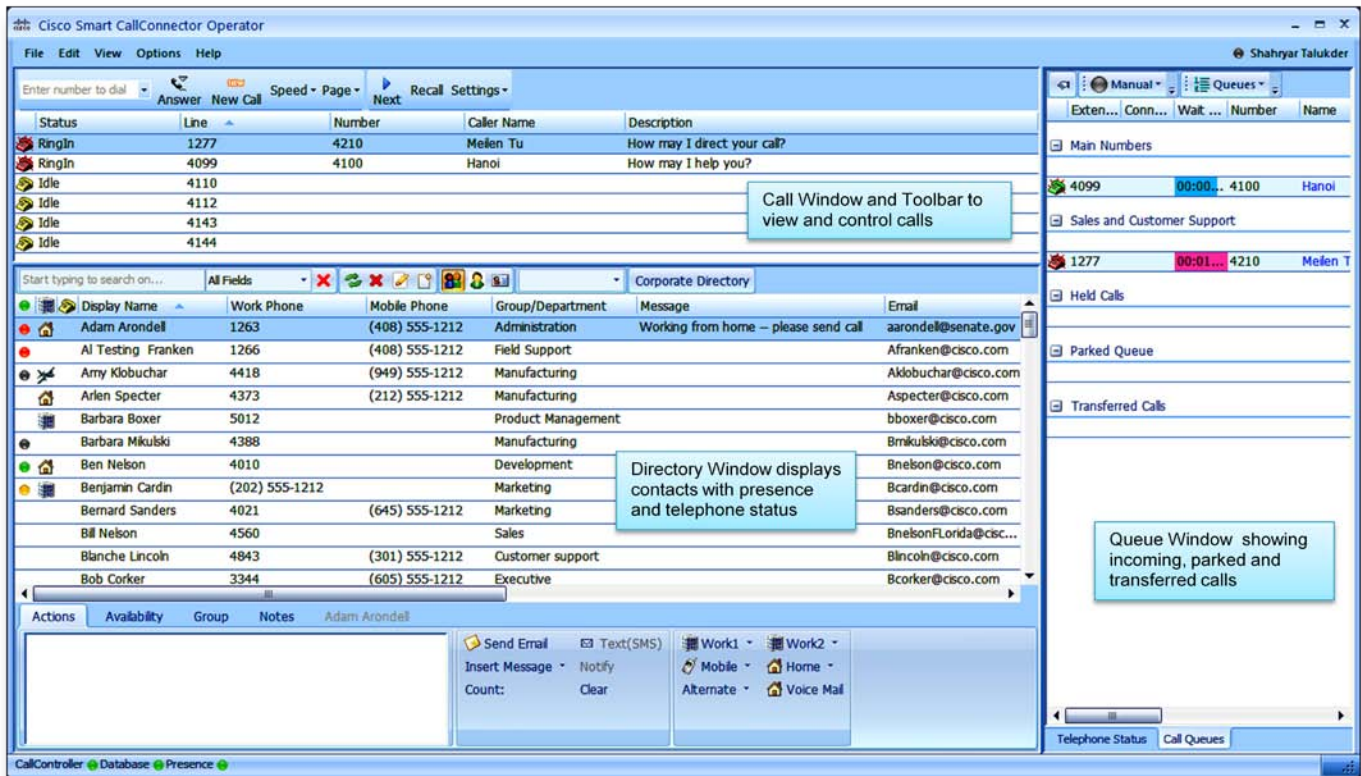 Cisco Smart CallConnector Operator
File Edit View Options Help
Shahryar Talukder
Enter number to dial Answer New Call Speed Page Next Recall Settings
Status Line Number Caller Name Description
RingIn 1277 4210 Meilen Tu How may I direct your call?
RingIn 4099 4100 Hanoi How may I help you?
Idle 4110
Idle 4112
Idle 4143
Idle 4144
Call Window and Toolbar to
view and control calls
Start typing to search on... All Fields Corporate Directory
Display Name Work Phone Mobile Phone Group/Department Message Email
Adam Arondell 1263 (408) 555-1212 Administration Working from home -- please send call aarondell@senate.gov
Al Testing Franken 1266 (408) 555-1212 Field Support Afranken@cisco.com
Amy Klobuchar 4418 (949) 555-1212 Manufacturing Aklobuchar@cisco.com
Arlen Specter 4373 (212) 555-1212 Manufacturing Aspecter@cisco.com
Barbara Boxer 5012 Product Management bboxer@cisco.com
Barbara Mikulski 4388 Manufacturing Bmikulski@cisco.com
Ben Nelson 4010 Development Bnelson@cisco.com
Benjamin Cardin (202) 555-1212 Marketing Bcardin@cisco.com
Bernard Sanders 4021 (645) 555-1212 Marketing Bsanders@cisco.com
Bill Nelson 4560 Sales BnelsonFLorida@cisc...
Blanche Lincoln 4843 (301) 555-1212 Customer support Blincoln@cisco.com
Bob Corker 3344 (605) 555-1212 Executive Bcorker@cisco.com
Directory Window displays
contacts with presence
and telephone status
Actions Availability Group Notes Adam Arondell
Send Email Text(SMS) Work1 Work2
Insert Message Notify Mobile Home
Count: Clear Alternate Voice Mail
Manual Queues
Exten... Conn... Wait ... Number Name
Main Numbers
4099 00:00... 4100 Hanoi
Sales and Customer Support
1277 00:01... 4210 Meilen T
Held Calls
Parked Queue
Transferred Calls
Queue Window showing
incoming, parked and
transferred calls
Telephone Status Call Queues
CallController Database Presence